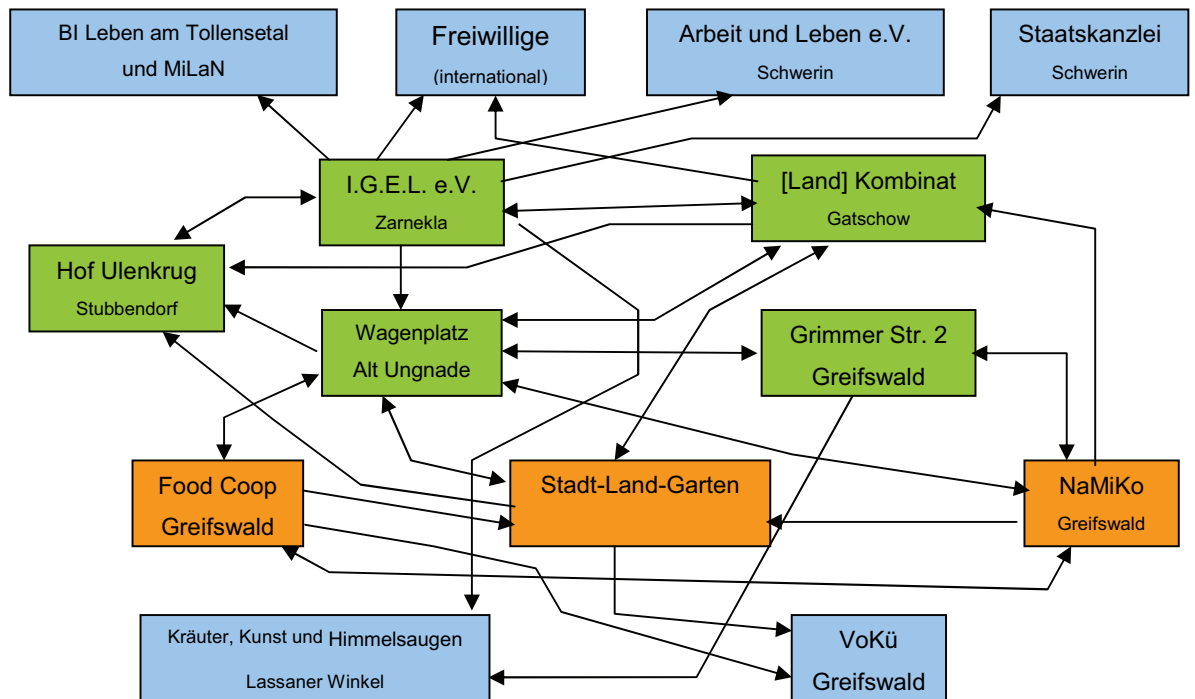 BI Leben am Tollensetal
und MiLaN
Freiwillige
(international)
Arbeit und Leben e.V.
Schwerin
Staatskanzlei
Schwerin
I.G.E.L. e.V.
Zarnekla
[Land] Kombinat
Gatschow
Hof Ulenkrug
Stubbendorf
Wagenplatz
Alt Ungnade
Grimmer Str. 2
Greifswald
Food Coop
Greifswald
Stadt-Land-Garten
NaMiKo
Greifswald
Kräuter, Kunst und Himmelsaugen
Lassaner Winkel
VoKü
Greifswald